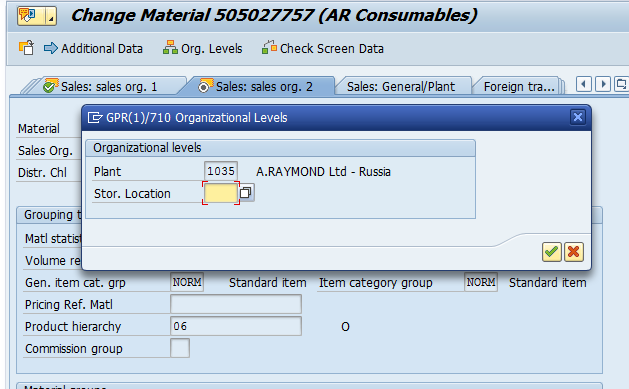 Change Material 505027757 (AR Consumables)
Additional Data Org. Levels Check Screen Data
Sales: sales org. 1 Sales: sales org. 2 Sales: General/Plant Foreign tra...
GPR(1)/710 Organizational Levels
Material
Organizational levels
Sales Org.
Plant 1035 A.RAYMOND Ltd - Russia
Distr. Chl
Stor. Location
Grouping
Matl statist
Volume re
Gen. item cat. grp NORM Standard item Item category group NORM Standard item
Pricing Ref. Matl
Product hierarchy 06 O
Commission group
Material groups